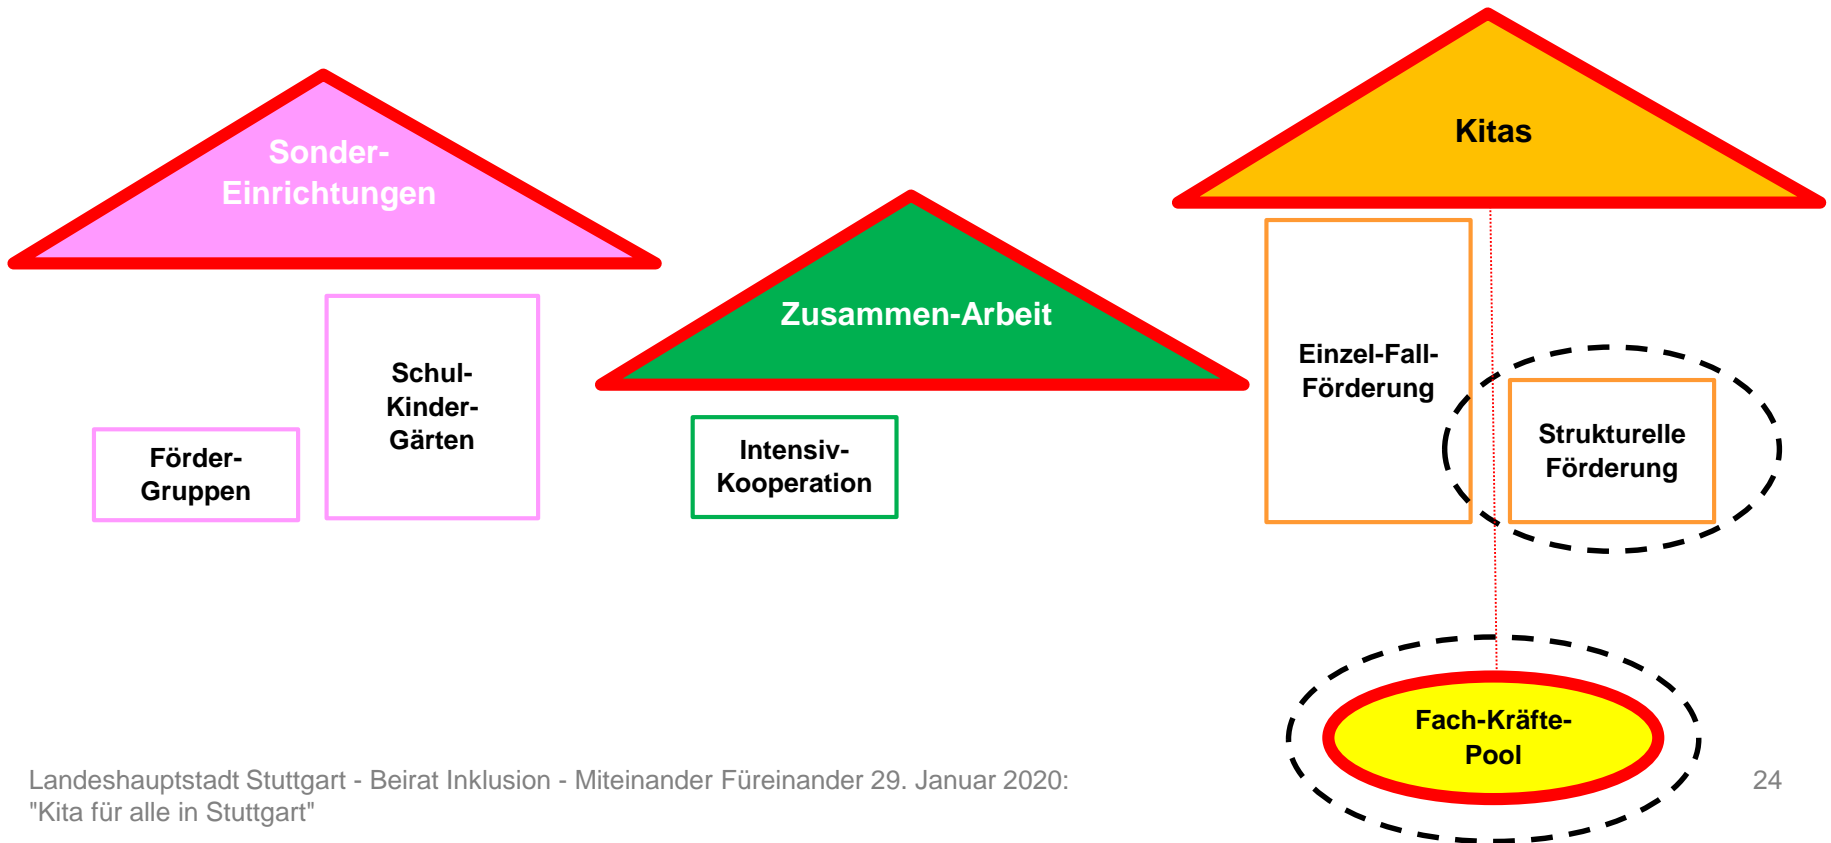 Sonder-
Einrichtungen
Förder-
Gruppen
Schul-
Kinder-
Gärten
Zusammen-Arbeit
Intensiv-
Kooperation
Kitas
Einzel-Fall-
Förderung
Strukturelle
Förderung
Fach-Kräfte-
Pool
Landeshauptstadt Stuttgart - Beirat Inklusion - Miteinander Füreinander 29. Januar 2020:
"Kita für alle in Stuttgart"
24